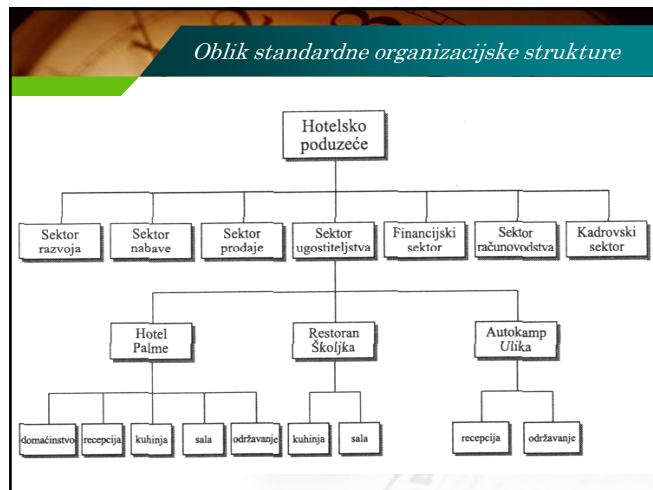 Oblik standardne organizacijske strukture
Hotelsko
poduzeće
Sektor
razvoja
Sektor
nabave
Sektor
prodaje
Sektor
ugostiteljstva
Financijski
sektor
Sektor
računovodstva
Kadrovski
sektor
Hotel
Palme
Restoran
Školjka
Autokamp
Ulika
domaćinstvo
recepcija
kuhinja
sala
održavanje
kuhinja
sala
recepcija
održavanje